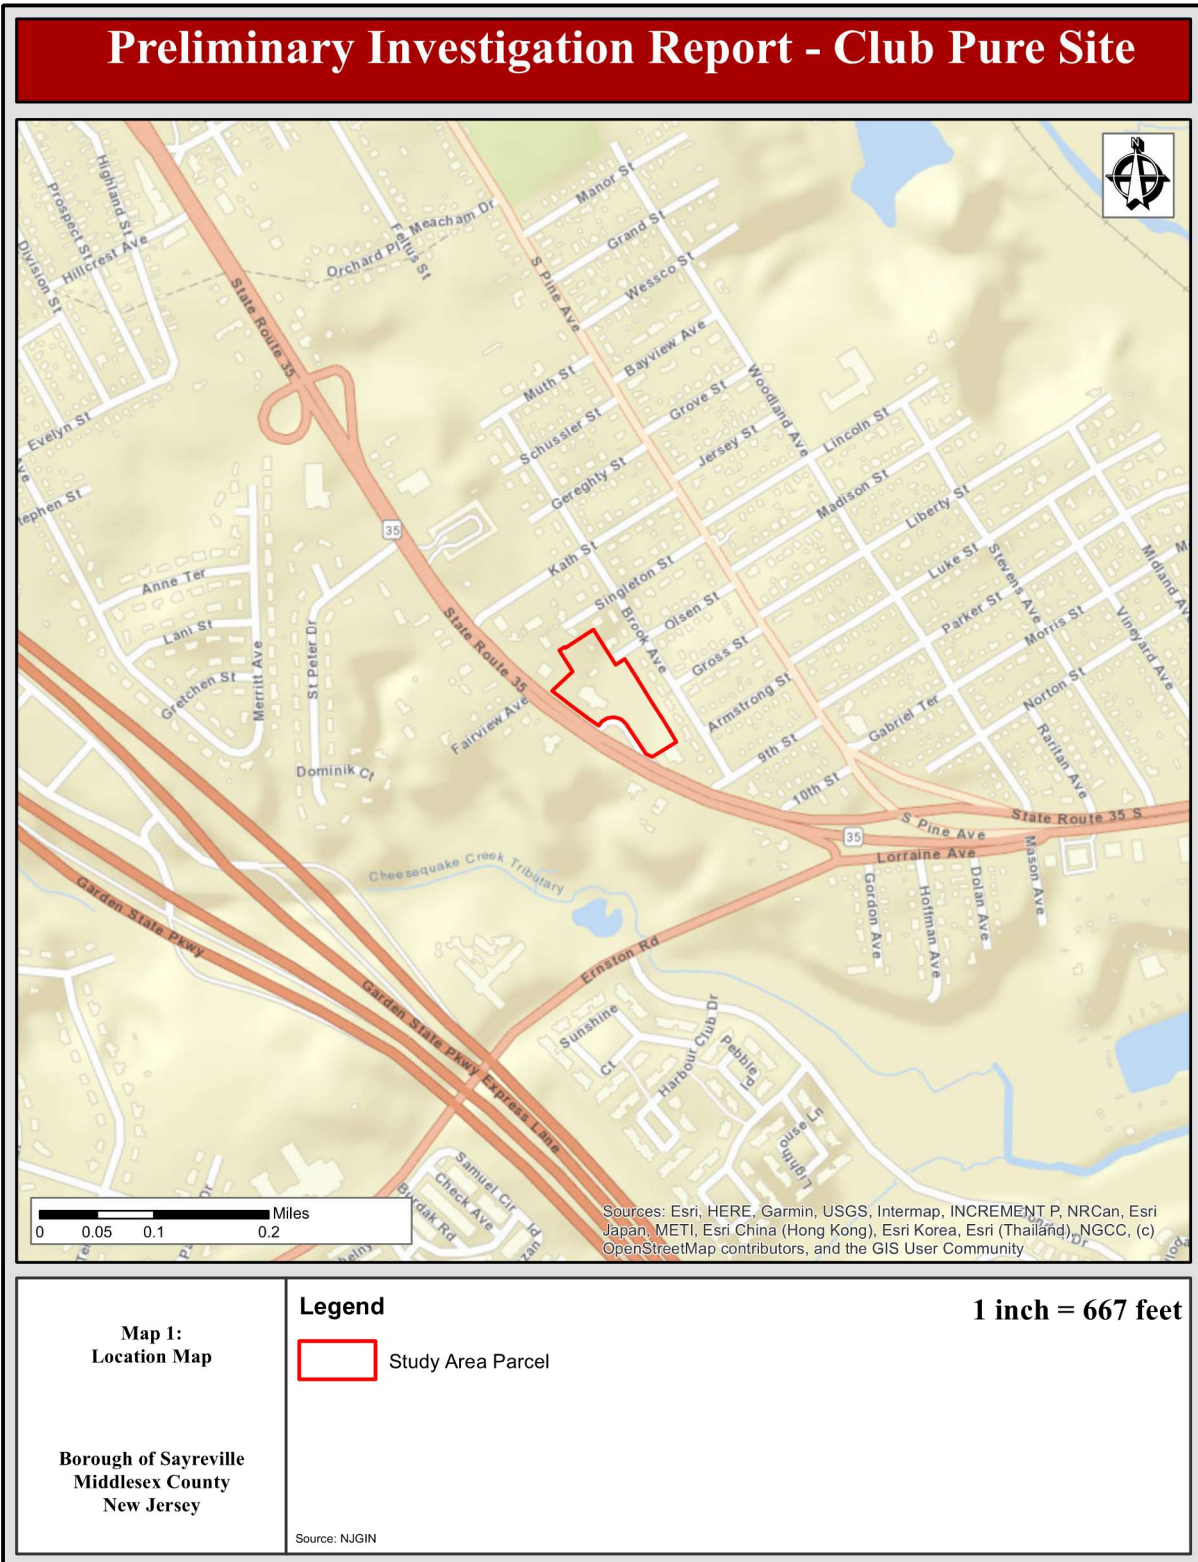 Preliminary Investigation Report - Club Pure Site
N
Manor St
Highland St
Prospect St
Meacham Dr
Grand St
Feltus St
Orchard Pl
Hillcrest Ave
Division St
Wessco St
S Pine Ave
State Route 35
Bayview Ave
Muth St
Woodland Ave
Grove St
Evelyn St
Schussler St
Jersey St
Lincoln St
Gereghty St
Madison St
Liberty St
tephen St
35
Kath St
Luke St
Stevens Ave
Midland Av
Anne Ter
Singleton St
Parker St
Olsen St
Brook Ave
Morris St
Vineyard Ave
Lani St
State Route 35
Gross St
Merritt Ave
St Peter Dr
Gretchen St
Armstrong St
Norton St
Fairview Ave
Gabriel Ter
9th St
Raritan Ave
Dominik Ct
10th St
State Route 35 S
S Pine Ave
35
Lorraine Ave
Mason Ave
Cheesequake Creek Tributary
Gordon Ave
Hoffman Ave
Dolan Ave
Garden State Pkwy
Ernston Rd
Garden State Pkwy Express Lane
Sunshine
Ct
Harbour Club Dr
Pebble
Pl
Samuel Cir
Check Ave
Burdak Rd
0 0.05 0.1 0.2
Miles
Sources: Esri, HERE, Garmin, USGS, Intermap, INCREMENT P, NRCan, Esri
Japan, METI, Esri China (Hong Kong), Esri Korea, Esri (Thailand), NGCC, (c)
OpenStreetMap contributors, and the GIS User Community
Map 1:
Location Map
Borough of Sayreville
Middlesex County
New Jersey
Legend
Study Area Parcel
1 inch = 667 feet
Source: NJGIN